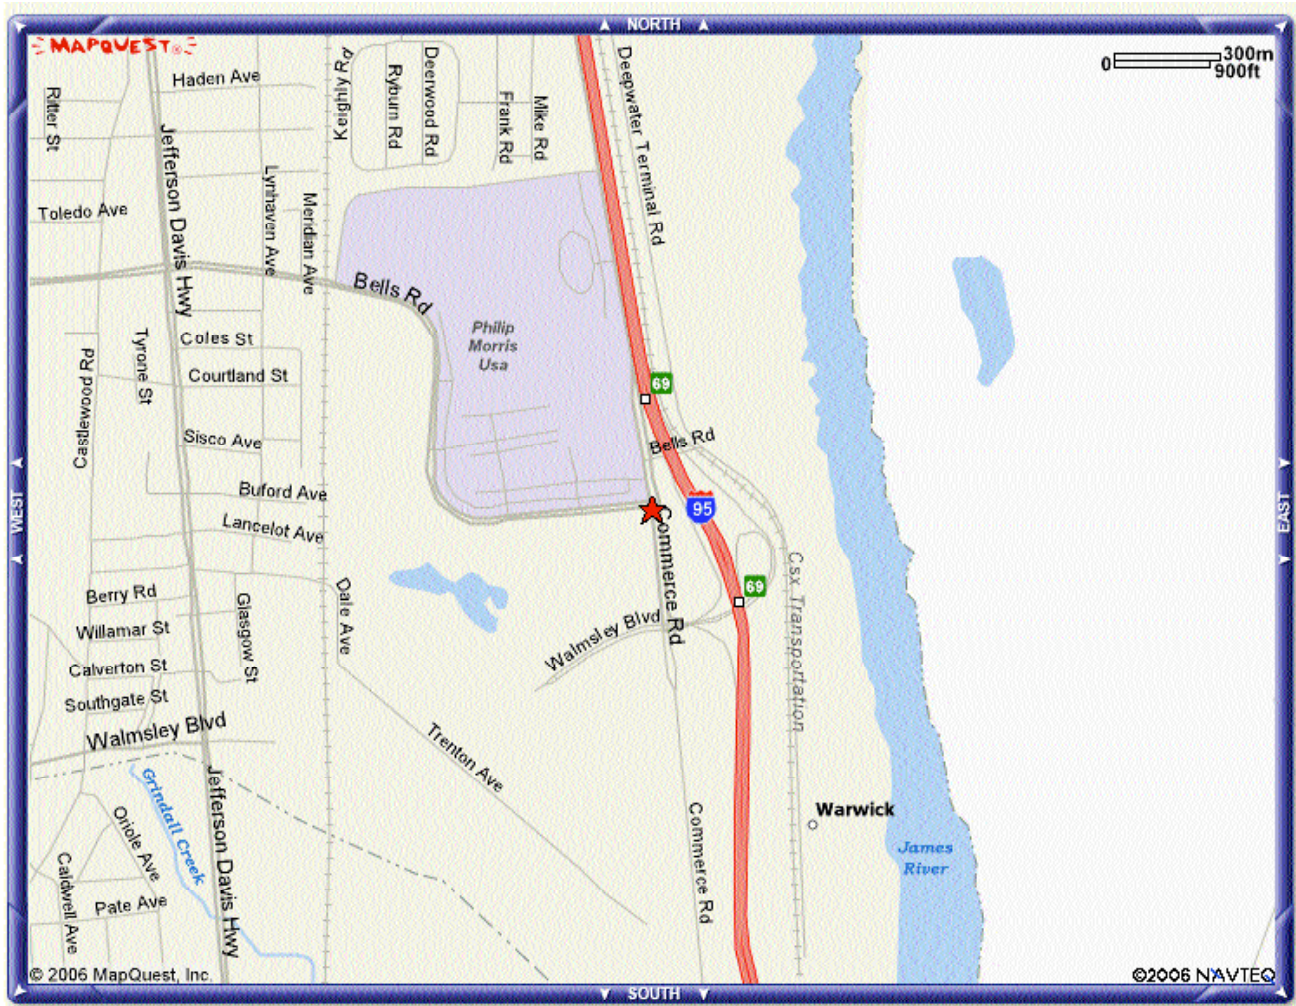 NORTH
MAPQUEST®
0 300m
900ft
Haden Ave
Ritter St
Jefferson Davis Hwy
Keighly Rd
Ryburn Rd
Deerwood Rd
Frank Rd
Mike Rd
Deepwater Terminal Rd
Toledo Ave
Lynhaven Ave
Meridian Ave
Bells Rd
Coles St
Philip
Morris
Usa
Castlewood Rd
Tyrone St
Courtland St
69
Sisco Ave
Bells Rd
WEST
EAST
Buford Ave
95
Lancelot Ave
Commerce Rd
Csx Transportation
69
Berry Rd
Glasgow St
Dale Ave
Willamar St
Walmsley Blvd
Calverton St
Southgate St
Walmsley Blvd
Trenton Ave
Grindall Creek
Jefferson Davis Hwy
Oriole Ave
Commerce Rd
Warwick
James
River
Caldwell Ave
Pate Ave
© 2006 MapQuest, Inc.
©2006 NAVTEQ
SOUTH